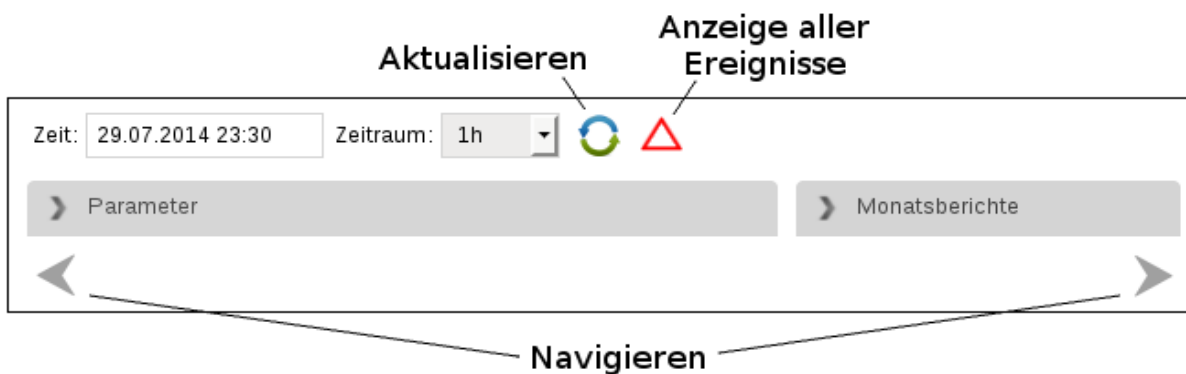 Anzeige aller
Ereignisse
Aktualisieren
Zeit: 29.07.2014 23:30 Zeitraum: 1h
Parameter Monatsberichte
Navigieren